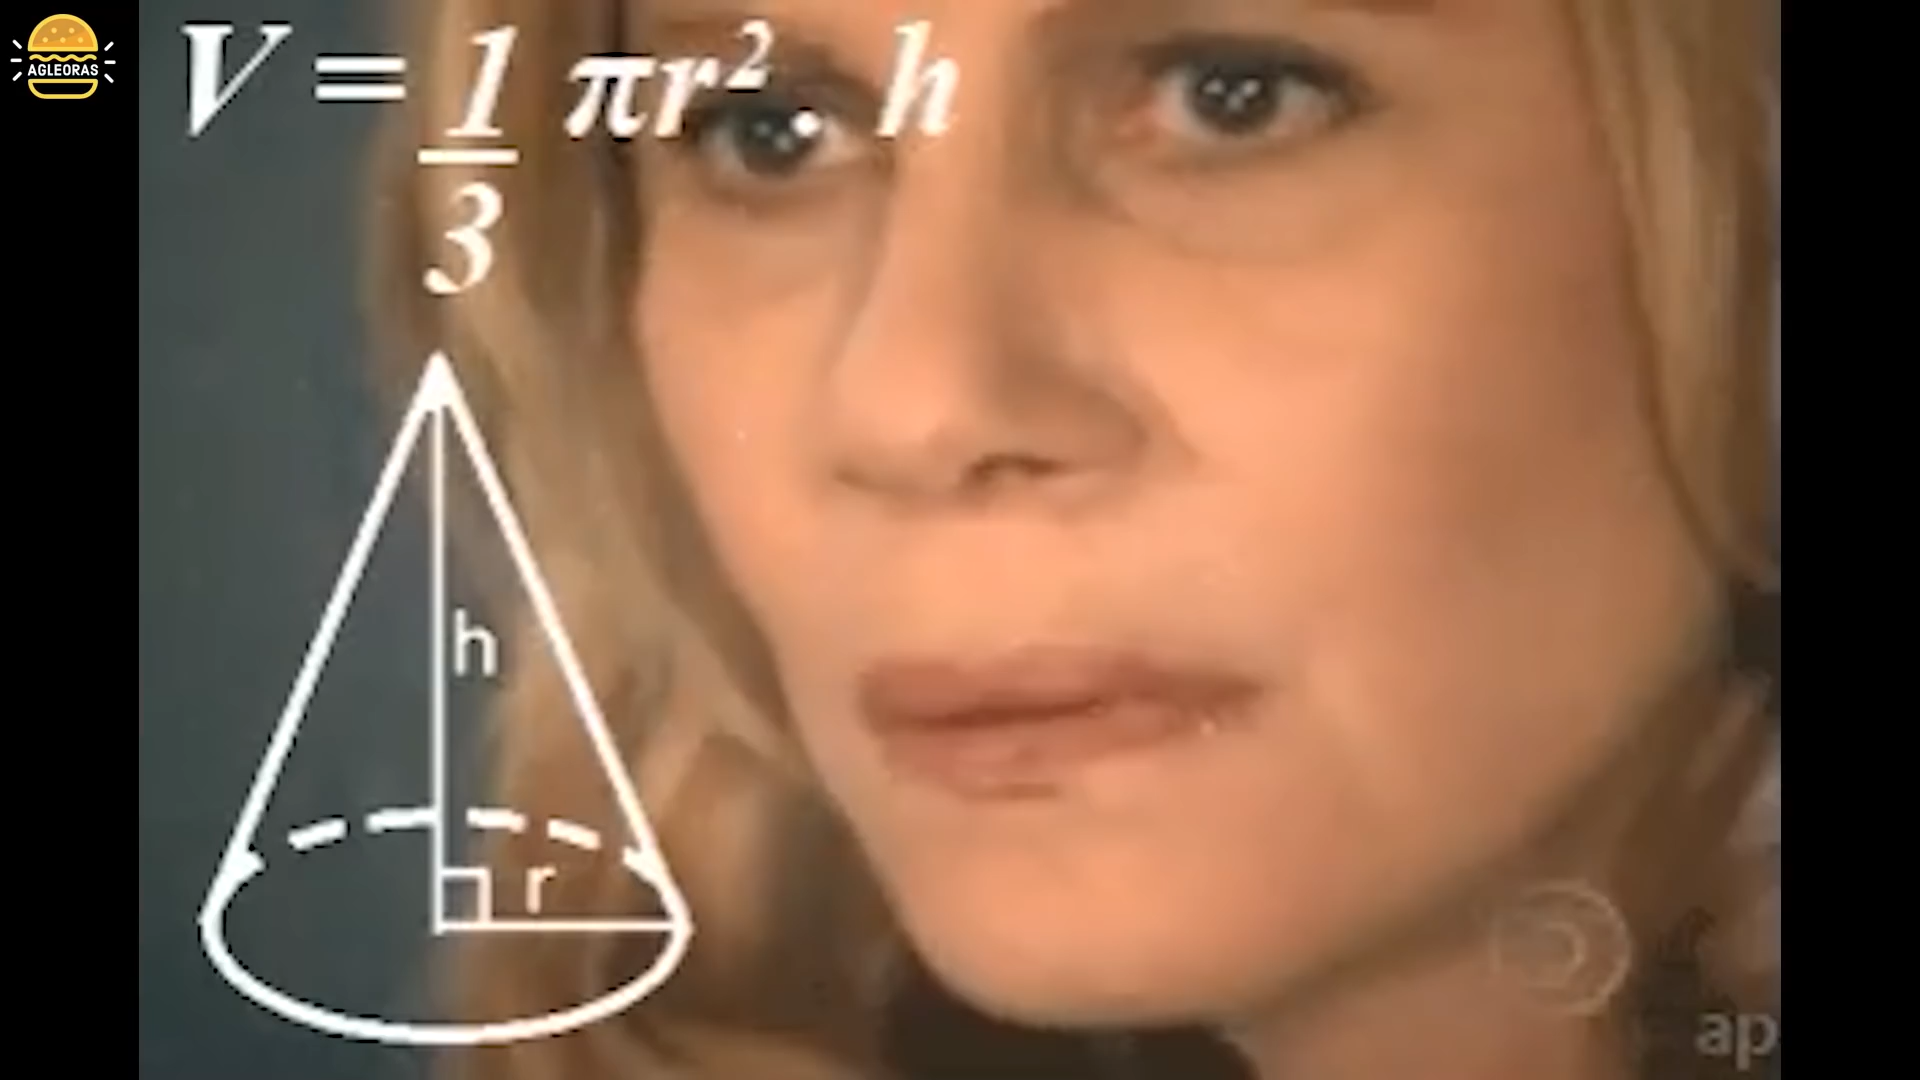 AGLEORAS
V = 1/3 πr². h
h
r
ap